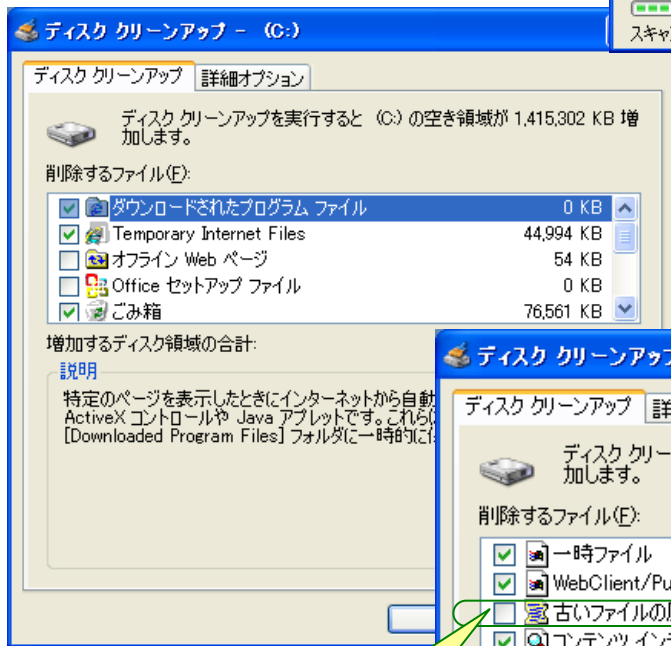 スキャ
ディスク クリーンアップ - (C:)
ディスク クリーンアップ 詳細オプション
ディスク クリーンアップを実行すると (C:) の空き領域が 1,415,302 KB 増
加します。
削除するファイル(F):
ダウンロードされたプログラム ファイル 0 KB
Temporary Internet Files 44,994 KB
オフライン Web ページ 54 KB
Office セットアップ ファイル 0 KB
ごみ箱 76,561 KB
増加するディスク領域の合計:
説明
特定のページを表示したときにインターネットから自動
ActiveX コントロールや Java アプレットです。これら
[Downloaded Program Files] フォルダに一時的に
ディスク クリーンアップ
ディスク クリーンアップ 詳
ディスク クリー
加します。
削除するファイル(F):
一時ファイル
WebClient/Pu
古いファイルの
コンテンツ イン